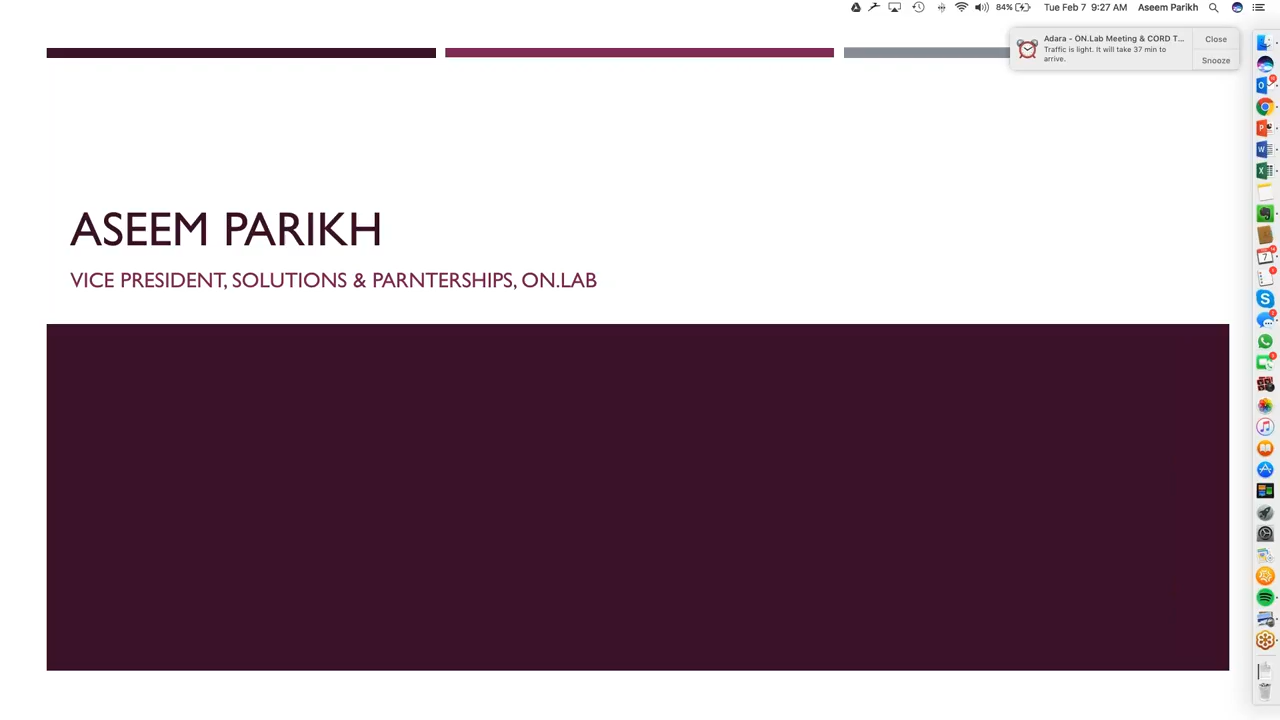 84% Tue Feb 7 9:27 AM Aseem Parikh
Adara - ON.Lab Meeting & CORD T... Close
Traffic is light. It will take 37 min to
arrive. Snooze
ASEEM PARIKH
VICE PRESIDENT, SOLUTIONS & PARNTERSHIPS, ON.LAB
7